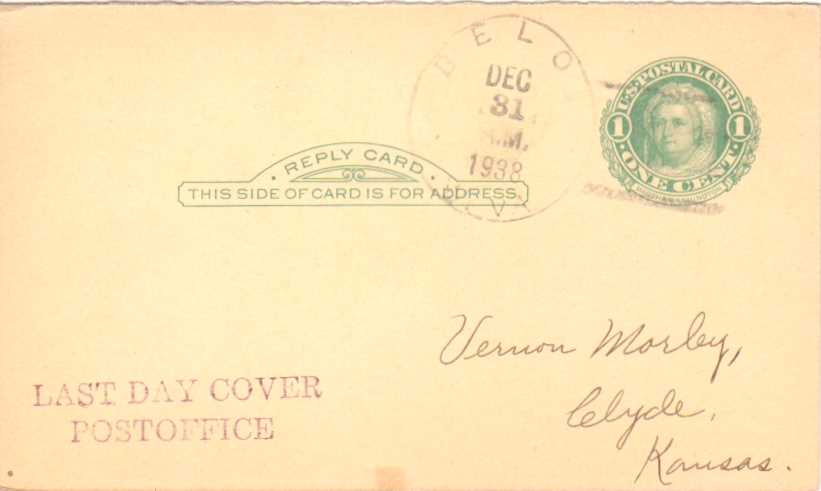 BELO
DEC
31
.M.
1938
U.S. POSTAL CARD
1 1
ONE CENT
REPLY CARD
THIS SIDE OF CARD IS FOR ADDRESS
Vernon Morley,
Clyde,
Kansas.
LAST DAY COVER
POSTOFFICE